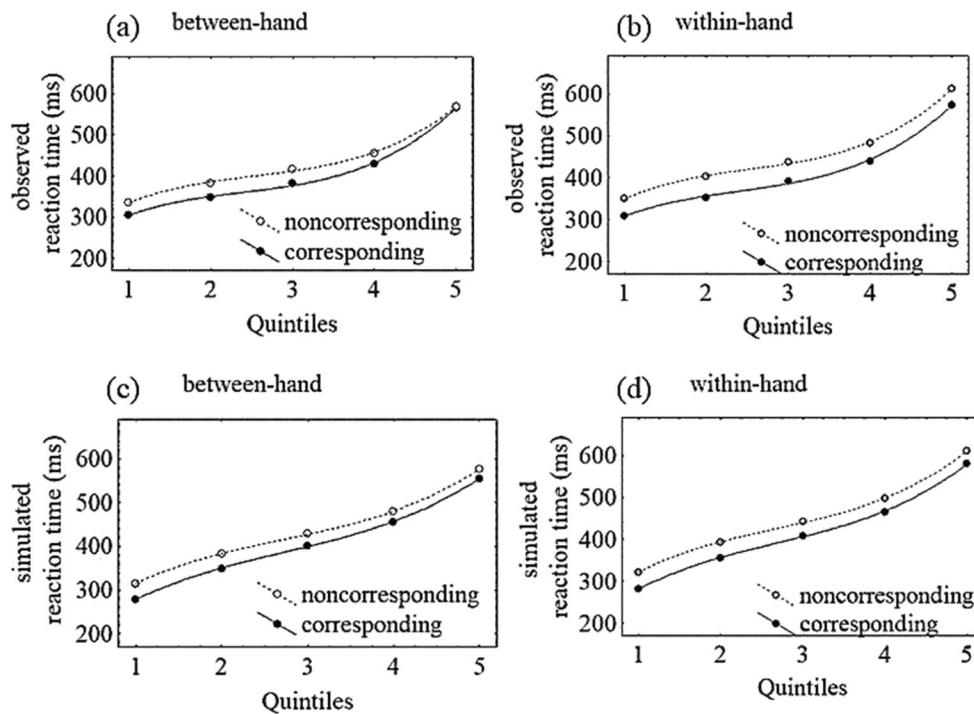 (a) between-hand
observed
reaction time (ms)
600
500
400
300
200
noncorresponding
corresponding
1 2 3 4 5
Quintiles
(b) within-hand
observed
reaction time (ms)
600
500
400
300
200
noncorresponding
corresponding
1 2 3 4 5
Quintiles
(c) between-hand
simulated
reaction time (ms)
600
500
400
300
200
noncorresponding
corresponding
1 2 3 4 5
Quintiles
(d) within-hand
simulated
reaction time (ms)
600
500
400
300
200
noncorresponding
corresponding
1 2 3 4 5
Quintiles